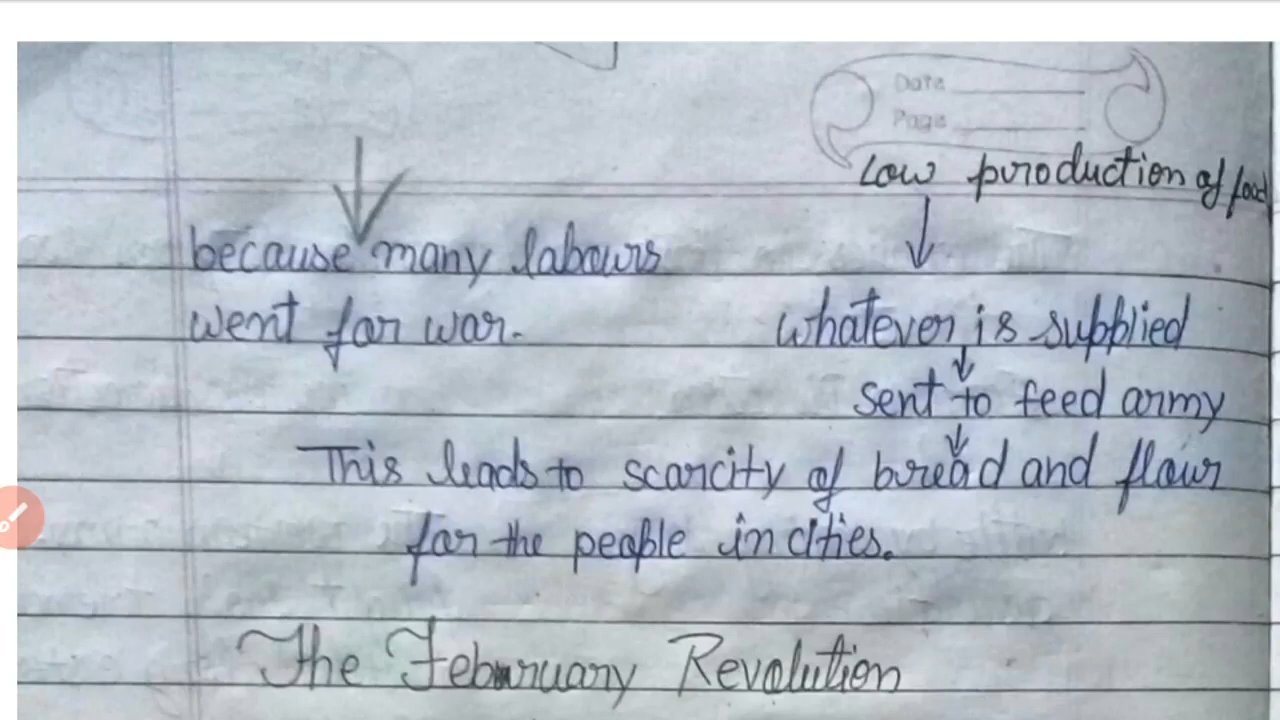 Date
Page
Low production of food
because many labours
went for war.
whatever is supplied
sent to feed army
This leads to scarcity of bread and flour
for the people in cities.
The February Revolution